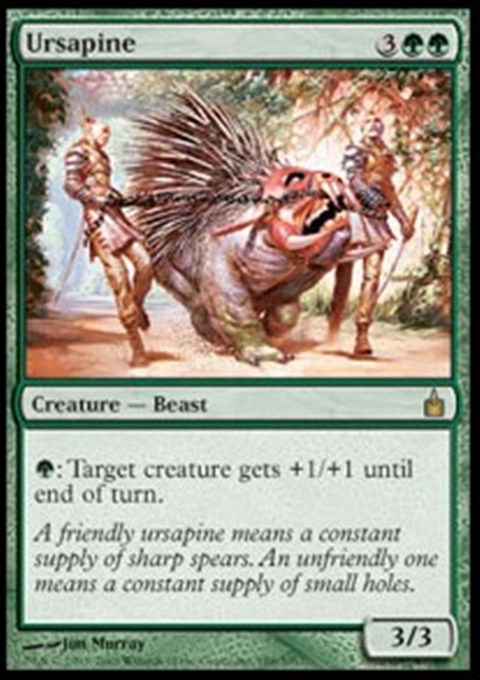 Ursapine 3
Creature — Beast
: Target creature gets +1/+1 until
end of turn.
A friendly ursapine means a constant
supply of sharp spears. An unfriendly one
means a constant supply of small holes.
Jim Murray
3/3